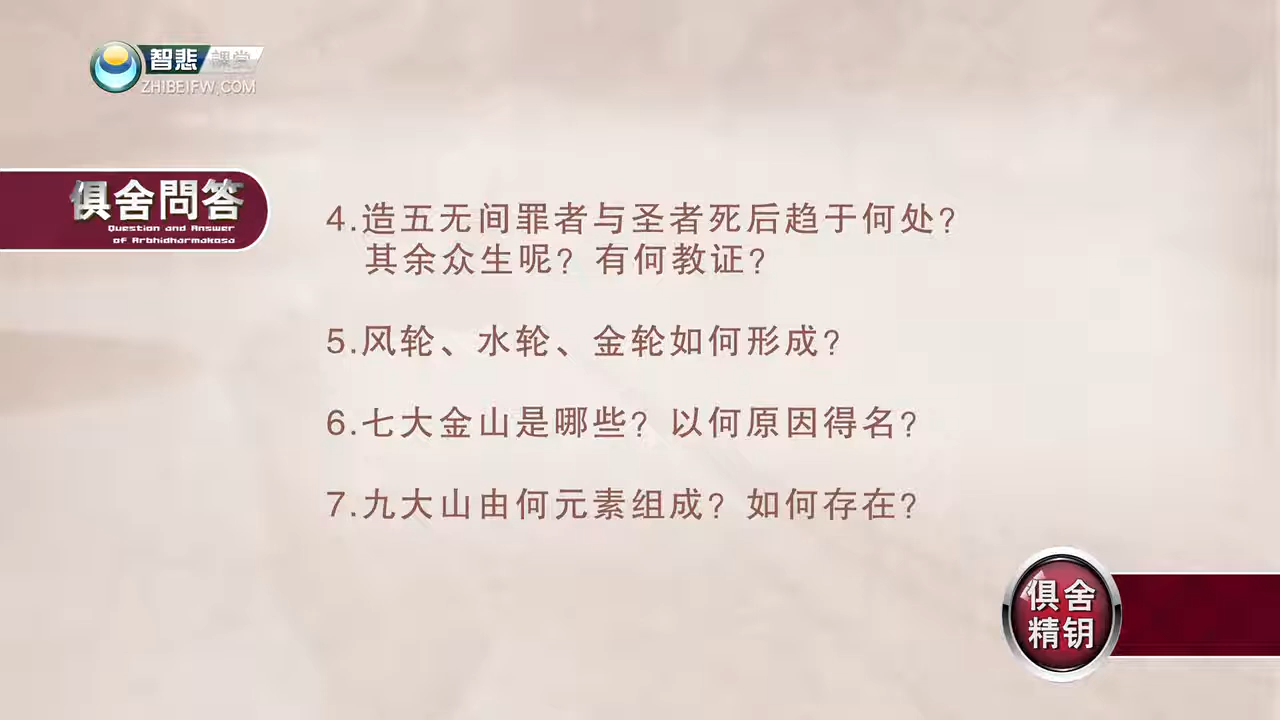 智悲課堂
ZHIBEIFW.COM
俱舍問答
Question and Answer
of Arbhidharmakosa
4.造五无间罪者与圣者死后趋于何处？
其余众生呢？有何教证？
5.风轮、水轮、金轮如何形成？
6.七大金山是哪些？以何原因得名？
7.九大山由何元素组成？如何存在？
俱舍
精钥